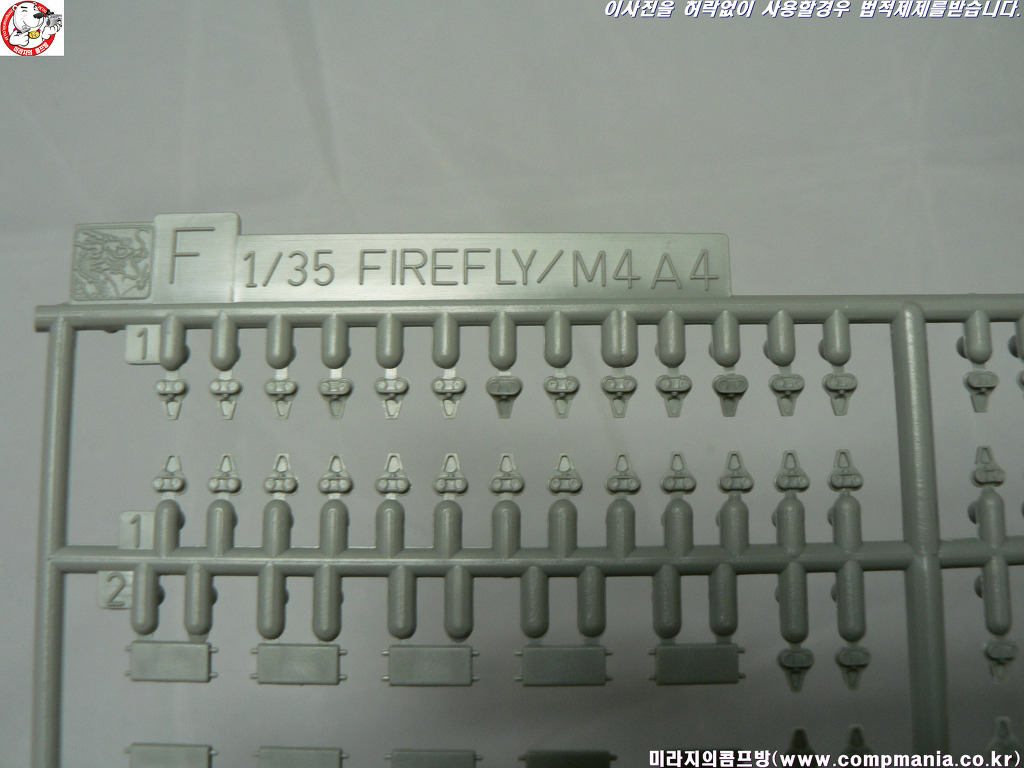 이사진을 허락없이 사용할경우 법적제제를받습니다.
F
1/35 FIREFLY/M4A4
1
1
2
미라지의콤프방(www.compmania.co.kr)